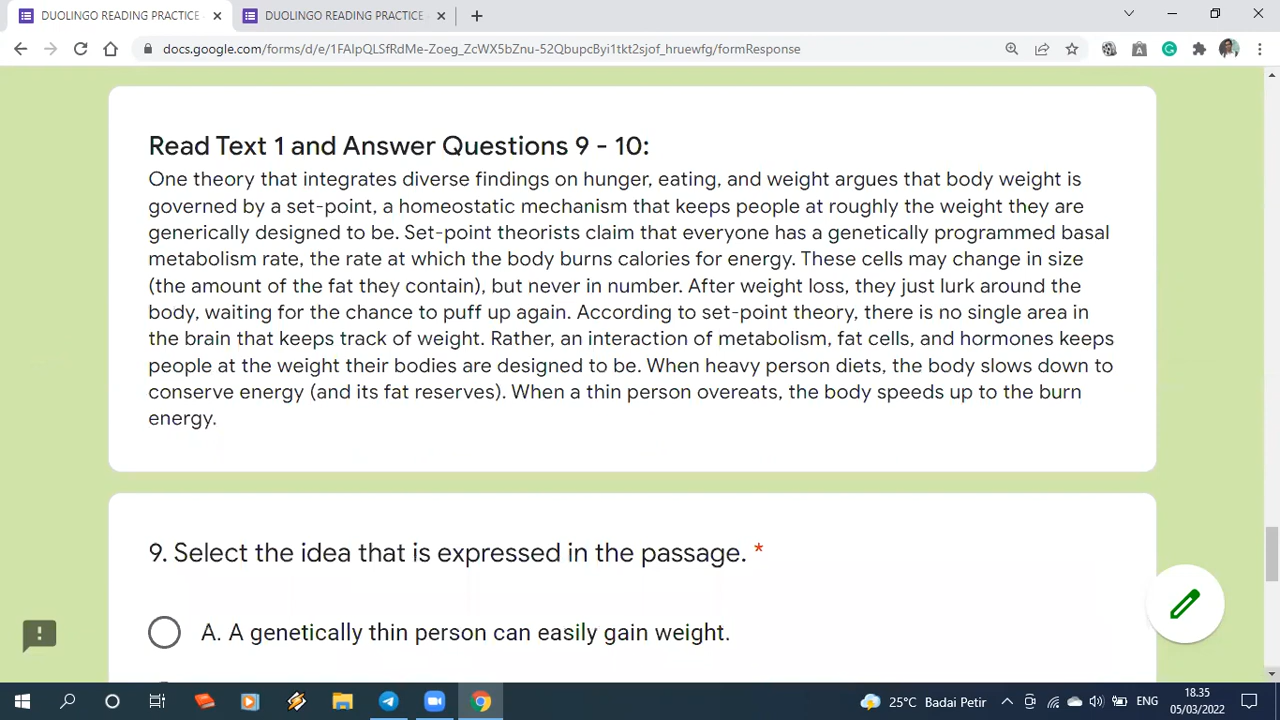 DUOLINGO READING PRACTICE
DUOLINGO READING PRACTICE
docs.google.com/forms/d/e/1FAIpQLSfRdMe-Zoeg_ZcWX5bZnu-52QbupcByi1tkt2sjof_hruewfg/formResponse
Read Text 1 and Answer Questions 9 - 10:
One theory that integrates diverse findings on hunger, eating, and weight argues that body weight is
governed by a set-point, a homeostatic mechanism that keeps people at roughly the weight they are
generically designed to be. Set-point theorists claim that everyone has a genetically programmed basal
metabolism rate, the rate at which the body burns calories for energy. These cells may change in size
(the amount of the fat they contain), but never in number. After weight loss, they just lurk around the
body, waiting for the chance to puff up again. According to set-point theory, there is no single area in
the brain that keeps track of weight. Rather, an interaction of metabolism, fat cells, and hormones keeps
people at the weight their bodies are designed to be. When heavy person diets, the body slows down to
conserve energy (and its fat reserves). When a thin person overeats, the body speeds up to the burn
energy.
9. Select the idea that is expressed in the passage. *
A. A genetically thin person can easily gain weight.
25°C Badai Petir
ENG
18.35
05/03/2022